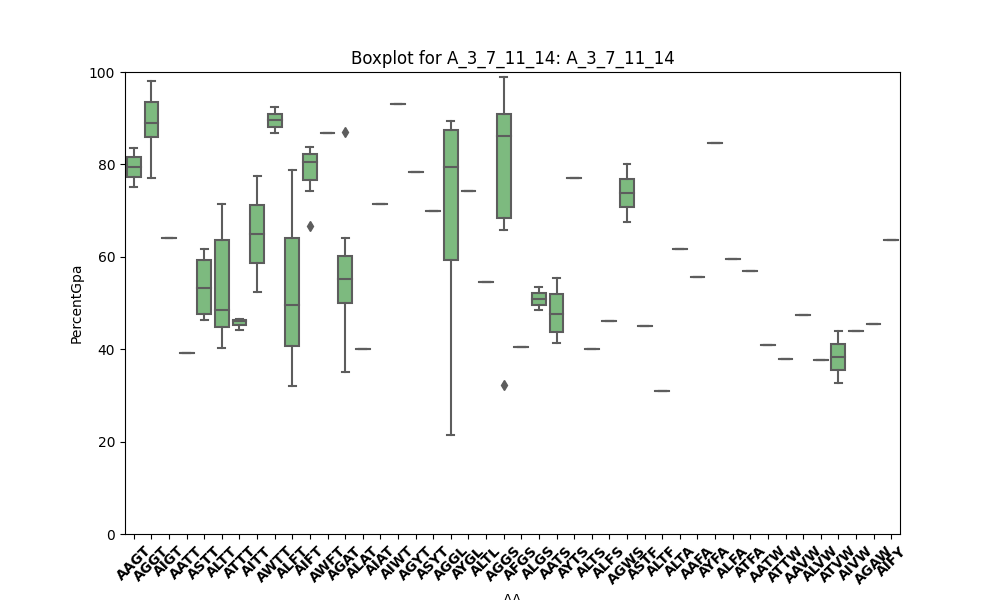 Boxplot for A_3_7_11_14: A_3_7_11_14
PercentGpa
100
80
60
40
20
0
AAGT
AGGT
AIGT
AATT
ASTT
ALTT
ATTT
AITT
AWTT
ALFT
AIFT
AWFT
AGAT
ALAT
AIAT
AIWT
AGYT
ASYT
AGGL
AYGL
ALTL
AGGS
AFGS
ALGS
AATS
AYTS
ALTS
ALFS
AGWS
ASTF
ALTF
ALTA
AAFA
AYFA
ALFA
ATFA
AATW
ATTW
AAVW
ALVW
ATVW
AIVW
AGAW
AIFY
AA